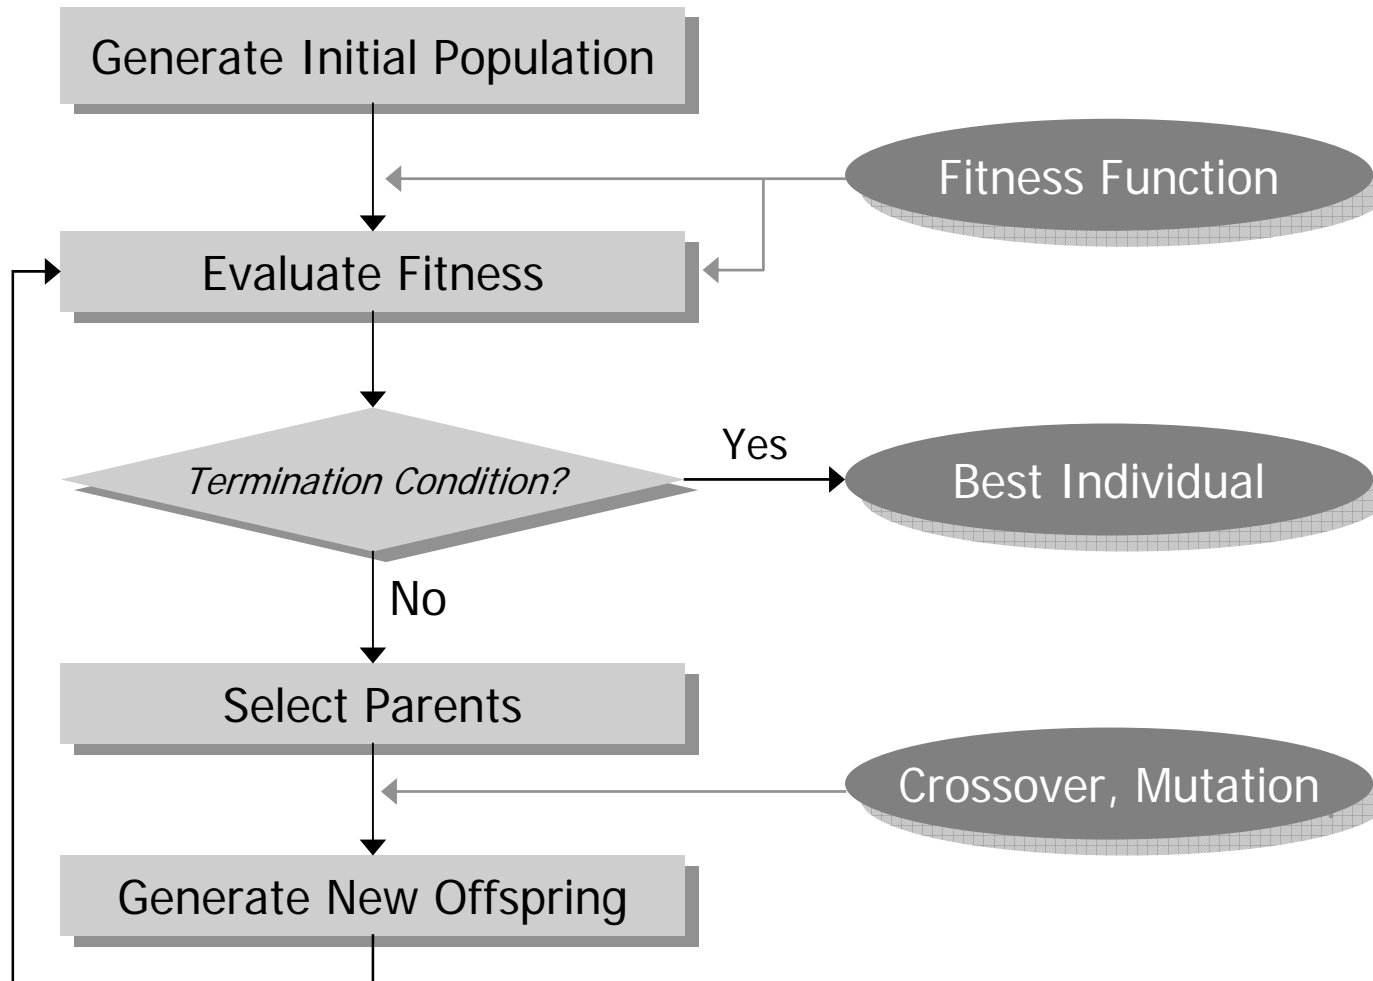 Generate Initial Population
Fitness Function
Evaluate Fitness
Termination Condition?
Yes
Best Individual
No
Select Parents
Crossover, Mutation
Generate New Offspring